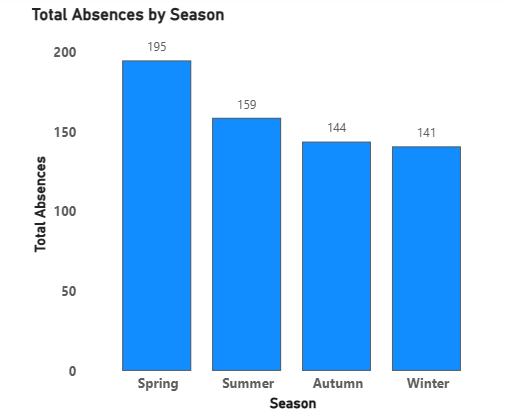 Total Absences by Season
Total Absences
200
150
100
50
0
195
159
144
141
Spring Summer Autumn Winter
Season